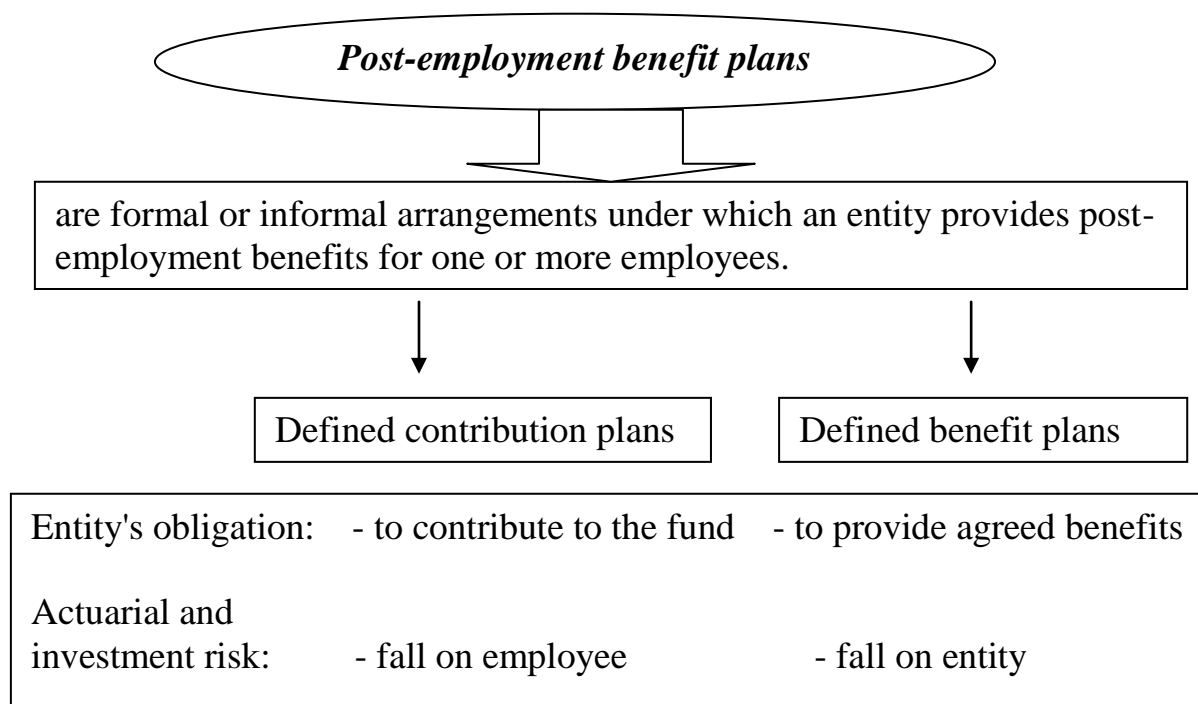 Post-employment benefit plans
are formal or informal arrangements under which an entity provides post-
employment benefits for one or more employees.
Defined contribution plans Defined benefit plans
Entity's obligation: - to contribute to the fund - to provide agreed benefits
Actuarial and
investment risk: - fall on employee - fall on entity